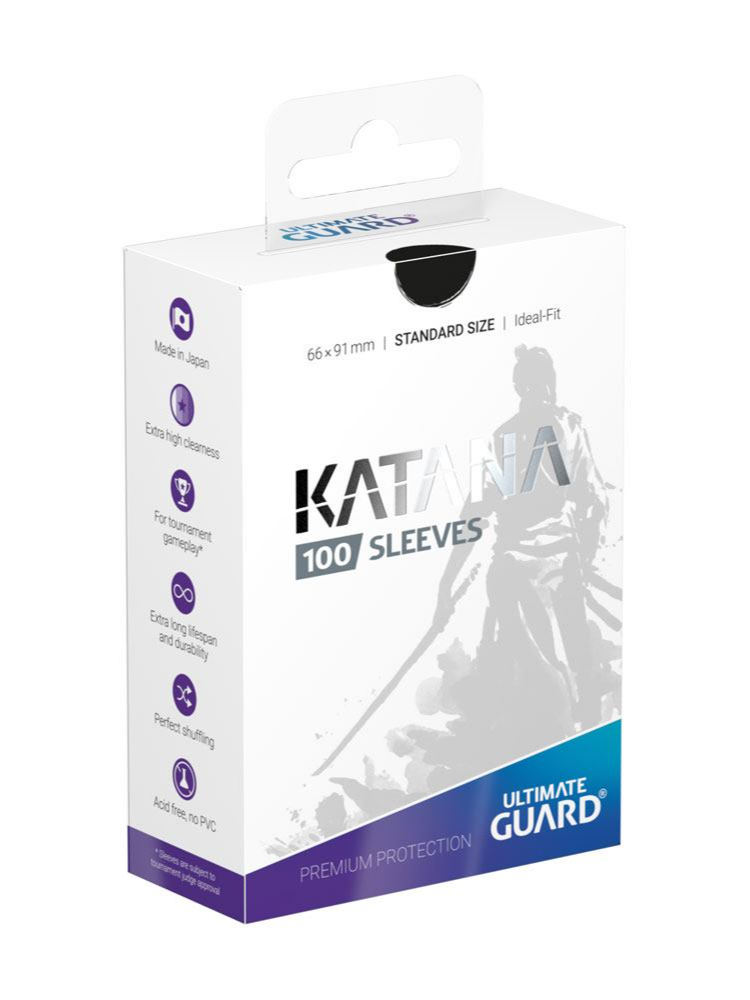 ULTIMATE
GUARD®
66×91mm | STANDARD SIZE | Ideal-Fit
KATANA
100 SLEEVES
ULTIMATE
GUARD®
PREMIUM PROTECTION
Made in Japan
Extra high clearness
For tournament
gameplay*
Extra long lifespan
and durability
Perfect shuffling
Acid free, no PVC
* Sleeves are subject to
tournament judge approval